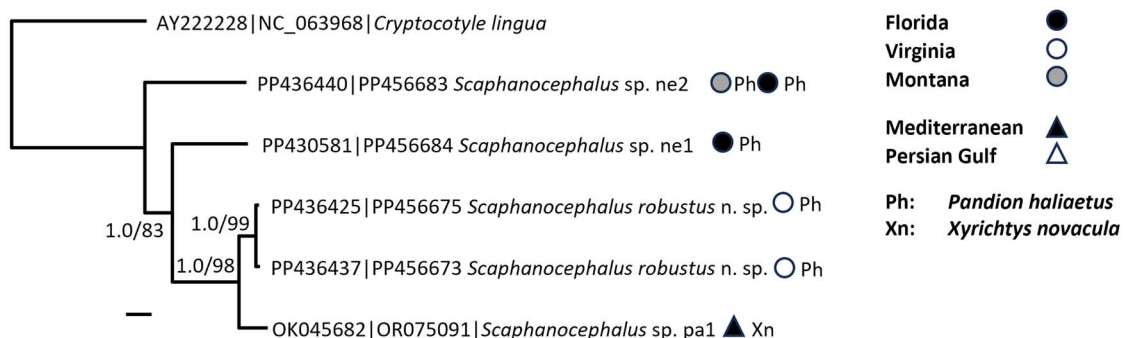 AY222228|NC_063968|Cryptocotyle lingua
PP436440|PP456683 Scaphanocephalus sp. ne2 Ph Ph
PP430581|PP456684 Scaphanocephalus sp. ne1 Ph
1.0/83
1.0/99
PP436425|PP456675 Scaphanocephalus robustus n. sp. Ph
1.0/98
PP436437|PP456673 Scaphanocephalus robustus n. sp. Ph
OK045682|OR075091|Scaphanocephalus sp. pa1 Xn
Florida
Virginia
Montana
Mediterranean
Persian Gulf
Ph: Pandion haliaetus
Xn: Xyrichtys novacula